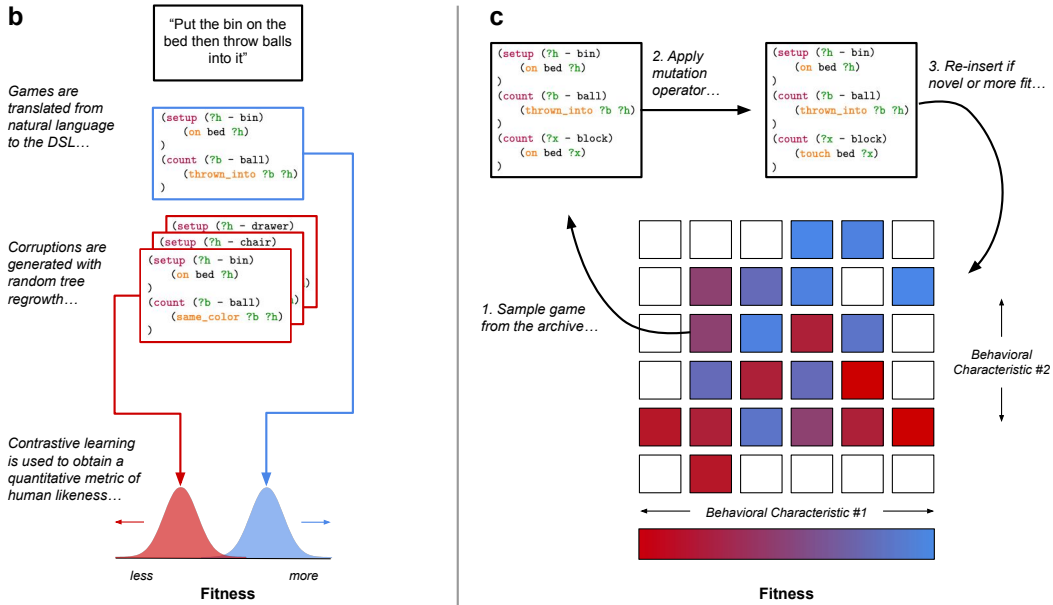 b
“Put the bin on the
bed then throw balls
into it”
Games are
translated from
natural language
to the DSL…
(setup (?h - bin)
(on bed ?h)
)
(count (?b - ball)
(thrown_into ?b ?h)
)
Corruptions are
generated with
random tree
regrowth…
(setup (?h - drawer)
(setup (?h - chair)
(setup (?h - bin)
(on bed ?h)
)
(count (?b - ball)
(same_color ?b ?h)
)
Contrastive learning
is used to obtain a
quantitative metric of
human likeness…
less
more
Fitness
c
(setup (?h - bin)
(on bed ?h)
)
(count (?b - ball)
(thrown_into ?b ?h)
)
(count (?x - block)
(on bed ?x)
)
2. Apply
mutation
operator…
(setup (?h - bin)
(on bed ?h)
)
(count (?b - ball)
(thrown_into ?b ?h)
)
(count (?x - block)
(touch bed ?x)
)
3. Re-insert if
novel or more fit…
1. Sample game
from the archive…
Behavioral
Characteristic #2
Behavioral Characteristic #1
Fitness